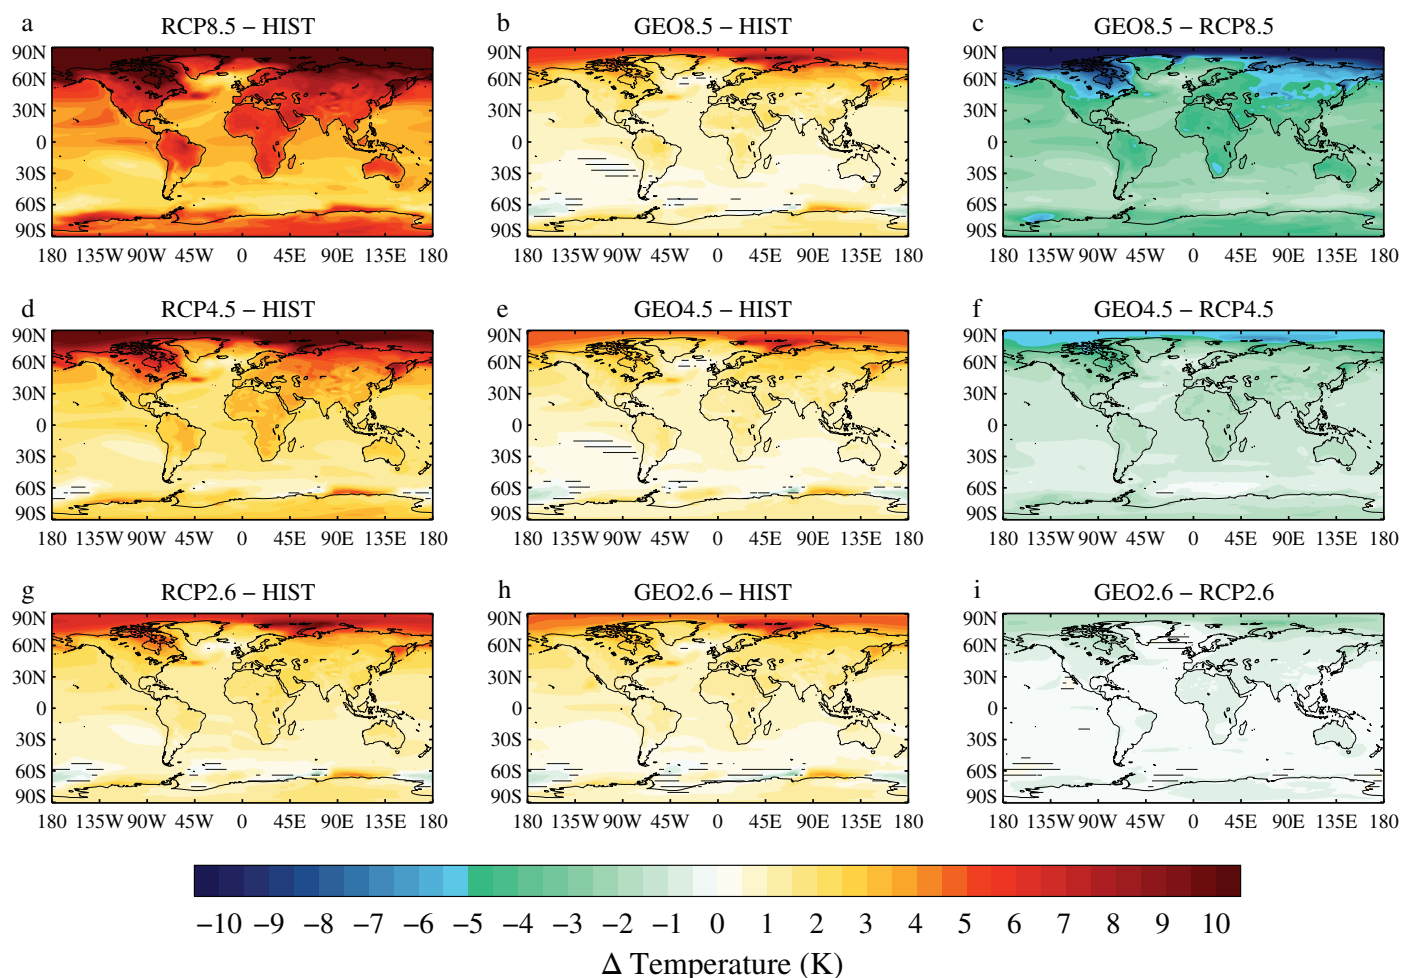 a RCP8.5 − HIST b GEO8.5 − HIST c GEO8.5 − RCP8.5
90N 90N 90N
60N 60N 60N
30N 30N 30N
0 0 0
30S 30S 30S
60S 60S 60S
90S 90S 90S
180 135W 90W 45W 0 45E 90E 135E 180 180 135W 90W 45W 0 45E 90E 135E 180 180 135W 90W 45W 0 45E 90E 135E 180
d RCP4.5 − HIST e GEO4.5 − HIST f GEO4.5 − RCP4.5
90N 90N 90N
60N 60N 60N
30N 30N 30N
0 0 0
30S 30S 30S
60S 60S 60S
90S 90S 90S
180 135W 90W 45W 0 45E 90E 135E 180 180 135W 90W 45W 0 45E 90E 135E 180 180 135W 90W 45W 0 45E 90E 135E 180
g RCP2.6 − HIST h GEO2.6 − HIST i GEO2.6 − RCP2.6
90N 90N 90N
60N 60N 60N
30N 30N 30N
0 0 0
30S 30S 30S
60S 60S 60S
90S 90S 90S
180 135W 90W 45W 0 45E 90E 135E 180 180 135W 90W 45W 0 45E 90E 135E 180 180 135W 90W 45W 0 45E 90E 135E 180
−10 −9 −8 −7 −6 −5 −4 −3 −2 −1 0 1 2 3 4 5 6 7 8 9 10
Δ Temperature (K)